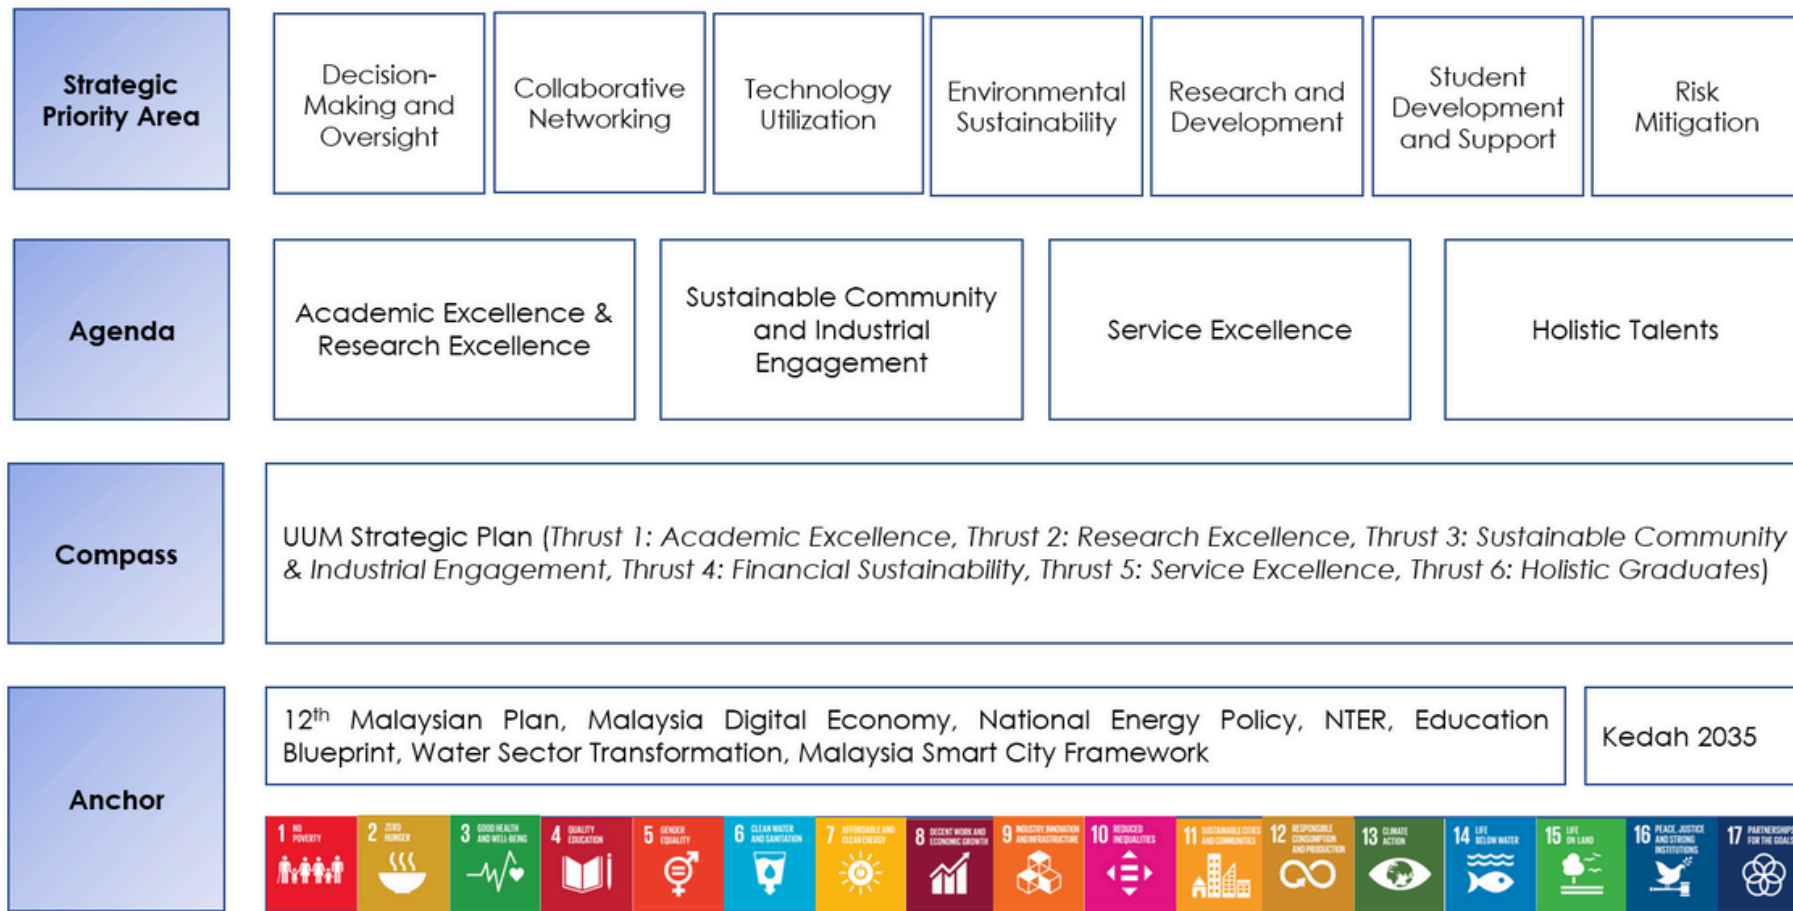 Strategic
Priority Area
Decision-
Making and
Oversight
Collaborative
Networking
Technology
Utilization
Environmental
Sustainability
Research and
Development
Student
Development
and Support
Risk
Mitigation
Agenda
Academic Excellence &
Research Excellence
Sustainable Community
and Industrial
Engagement
Service Excellence
Holistic Talents
Compass
UUM Strategic Plan (Thrust 1: Academic Excellence, Thrust 2: Research Excellence, Thrust 3: Sustainable Community
& Industrial Engagement, Thrust 4: Financial Sustainability, Thrust 5: Service Excellence, Thrust 6: Holistic Graduates)
Anchor
12th Malaysian Plan, Malaysia Digital Economy, National Energy Policy, NTER, Education
Blueprint, Water Sector Transformation, Malaysia Smart City Framework
Kedah 2035
1 NO
POVERTY
2 ZERO
HUNGER
3 GOOD HEALTH
AND WELL-BEING
4 QUALITY
EDUCATION
5 GENDER
EQUALITY
6 CLEAN WATER
AND SANITATION
7 AFFORDABLE AND
CLEAN ENERGY
8 DECENT WORK AND
ECONOMIC GROWTH
9 INDUSTRY, INNOVATION
AND INFRASTRUCTURE
10 REDUCED
INEQUALITIES
11 SUSTAINABLE CITIES
AND COMMUNITIES
12 RESPONSIBLE
CONSUMPTION
AND PRODUCTION
13 CLIMATE
ACTION
14 LIFE
BELOW WATER
15 LIFE
ON LAND
16 PEACE, JUSTICE
AND STRONG
INSTITUTIONS
17 PARTNERSHIPS
FOR THE GOALS